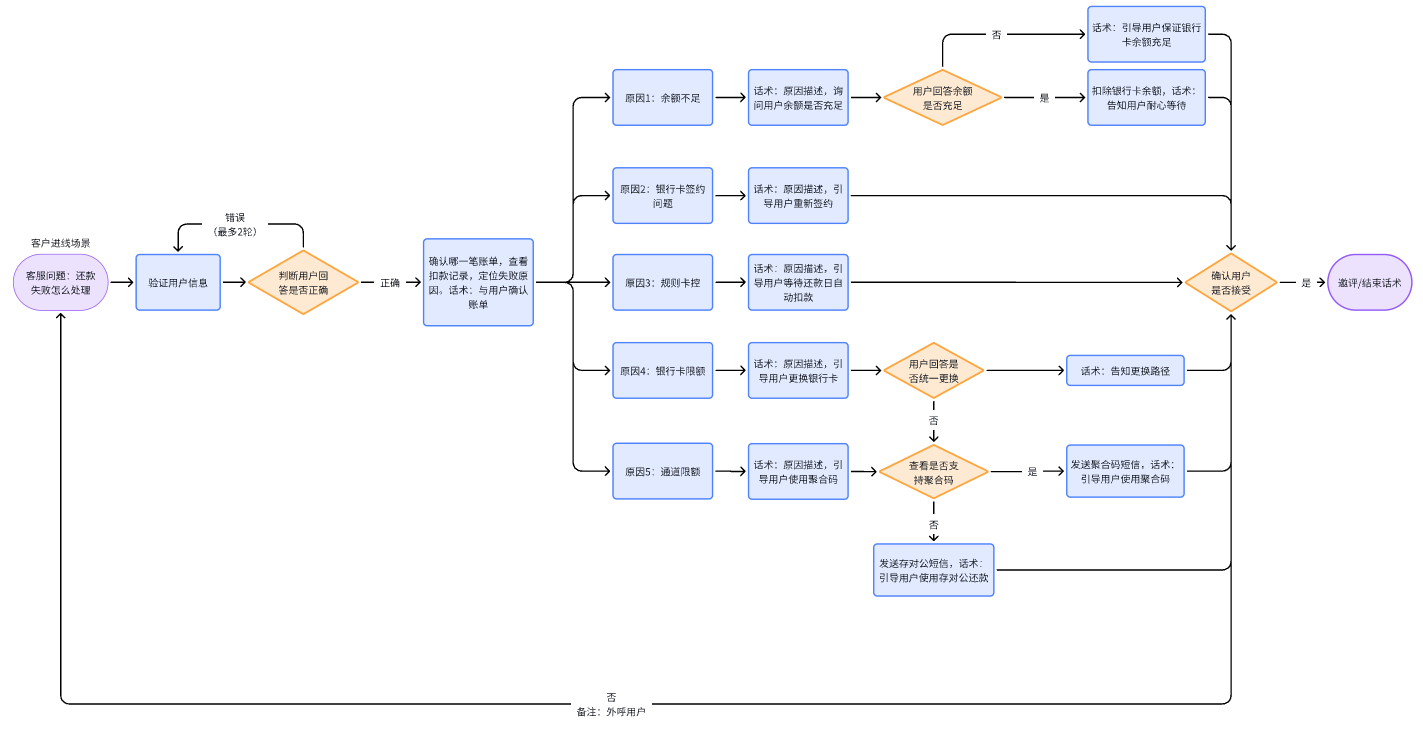 客户进线场景
客服问题：还款
失败怎么处理
错误
（最多2轮）
验证用户信息
判断用户回
答是否正确
正确
确认哪一笔账单，查看
扣款记录，定位失败原
因。话术：与用户确认
账单
原因1：余额不足
话术：原因描述，询
问用户余额是否充足
用户回答余额
是否充足
否
话术：引导用户保证银行
卡余额充足
是
扣除银行卡余额，话术：
告知用户耐心等待
原因2：银行卡签约
问题
话术：原因描述，引
导用户重新签约
原因3：规则卡控
话术：原因描述，引
导用户等待还款日自
动扣款
原因4：银行卡限额
话术：原因描述，引
导用户更换银行卡
用户回答是
否统一更换
话术：告知更换路径
否
原因5：通道限额
话术：原因描述，引
导用户使用聚合码
查看是否支
持聚合码
是
发送聚合码短信，话术：
引导用户使用聚合码
否
发送存对公短信，话术：
引导用户使用存对公还款
确认用户
是否接受
是
邀评/结束话术
否
备注：外呼用户